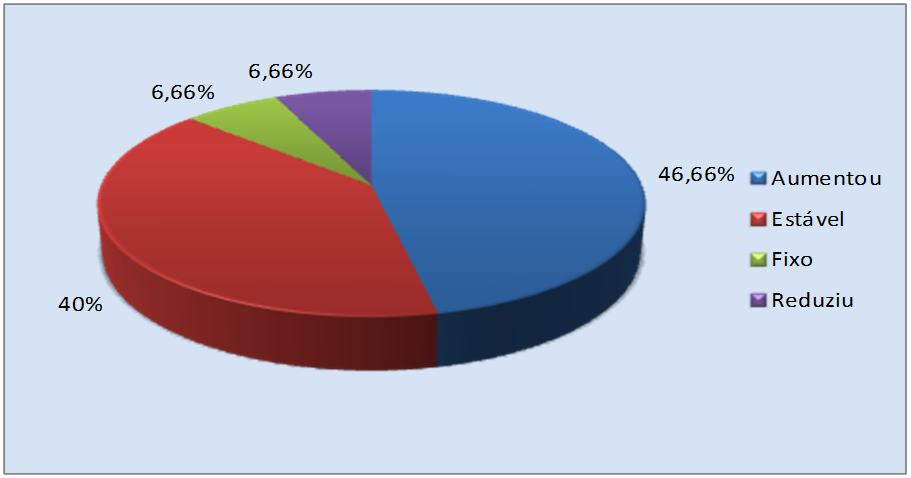 6,66%
6,66%
46,66%
40%
Aumentou
Estável
Fixo
Reduziu